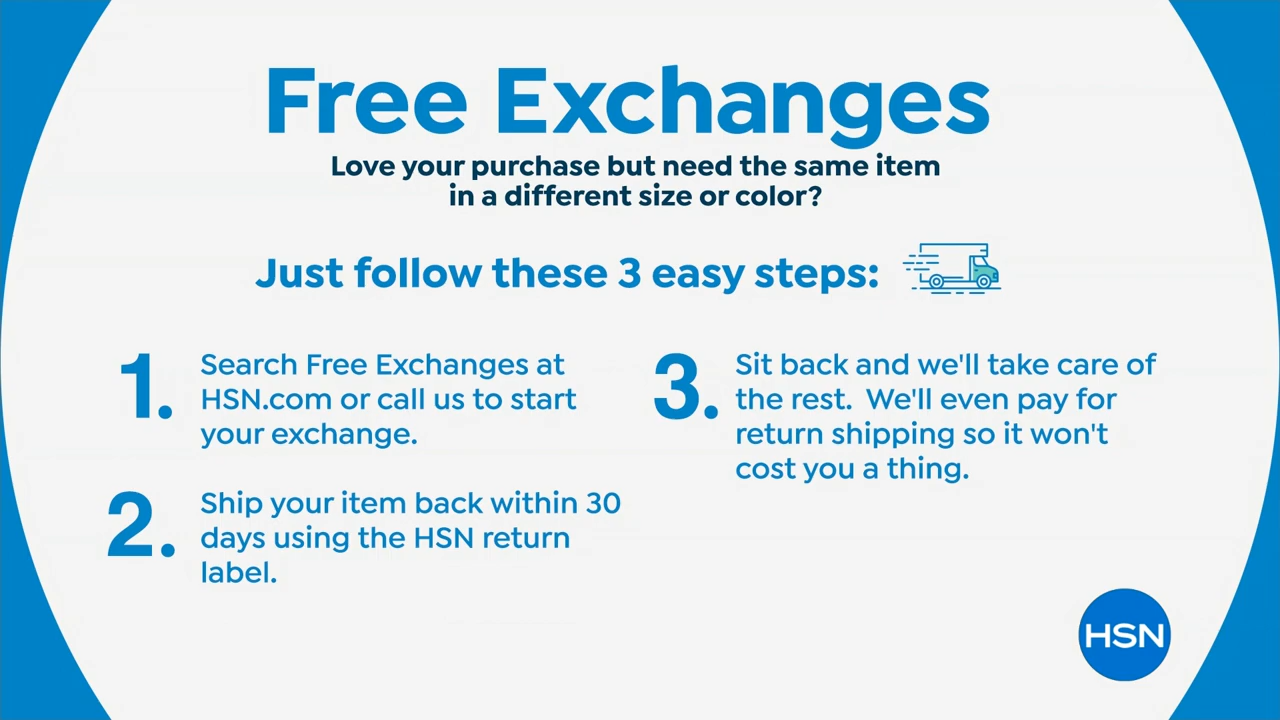 Free Exchanges
Love your purchase but need the same item
in a different size or color?
Just follow these 3 easy steps:
1. Search Free Exchanges at
HSN.com or call us to start
your exchange.
2. Ship your item back within 30
days using the HSN return
label.
3. Sit back and we'll take care of
the rest.  We'll even pay for
return shipping so it won't
cost you a thing.
HSN